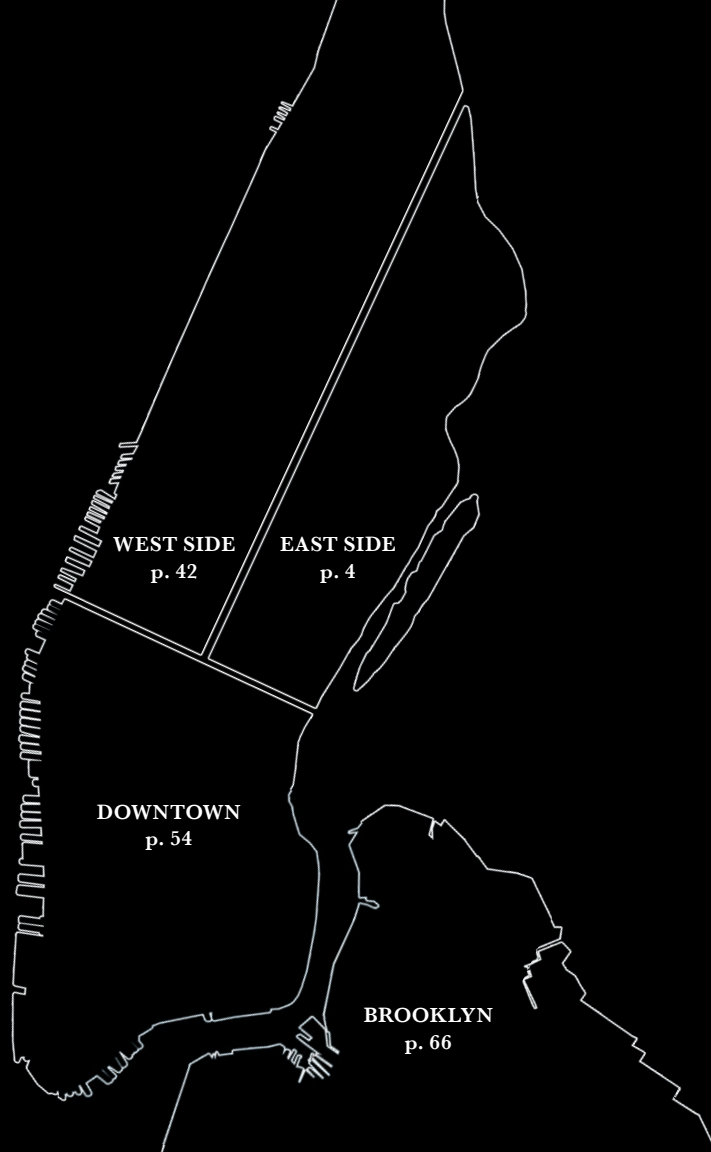 WEST SIDE
p. 42
EAST SIDE
p. 4
DOWNTOWN
p. 54
BROOKLYN
p. 66